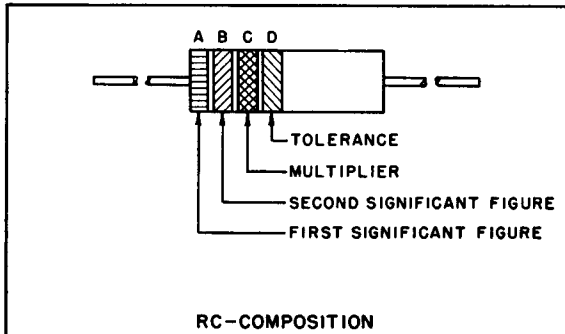 A B C D
TOLERANCE
MULTIPLIER
SECOND SIGNIFICANT FIGURE
FIRST SIGNIFICANT FIGURE
RC-COMPOSITION